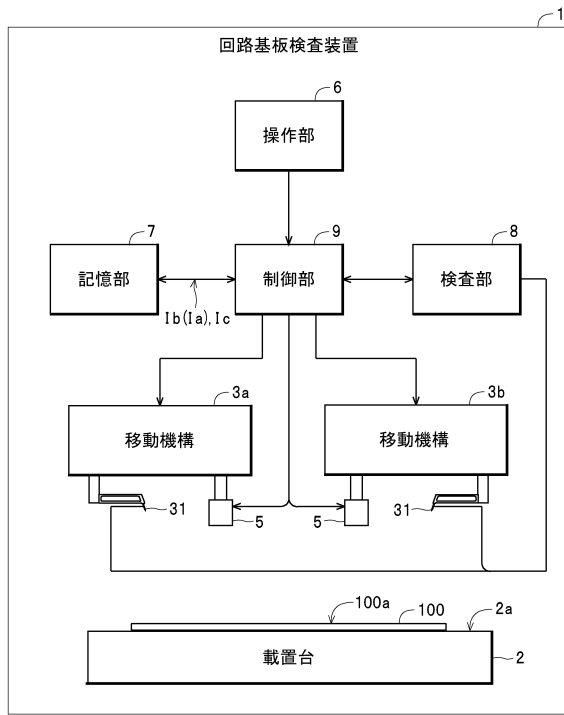 1
回路基板検査装置
6
操作部
7
9
8
記憶部
制御部
検査部
Ib(Ia),Ic
3a
3b
移動機構
移動機構
31
5
5
31
100a
100
2a
載置台
2